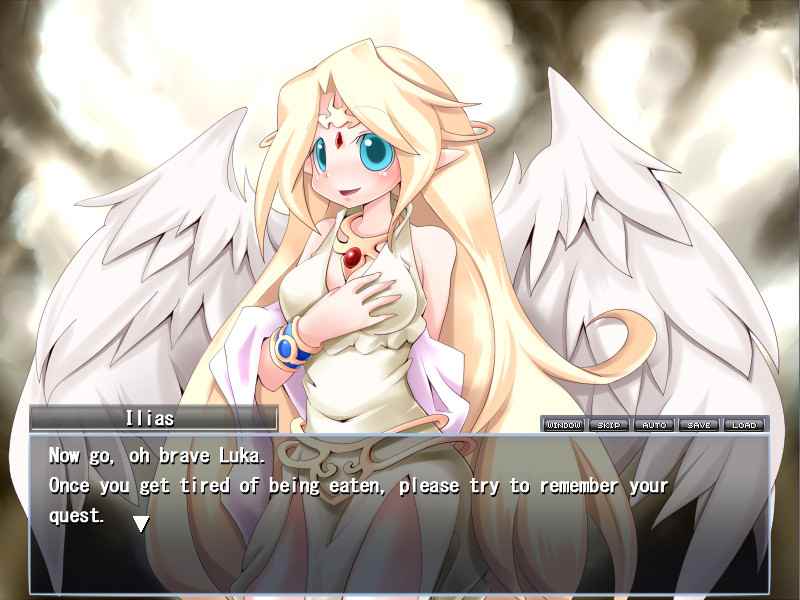 Ilias
WINDOW SKIP AUTO SAVE LOAD
Now go, oh brave Luka.
Once you get tired of being eaten, please try to remember your
quest.